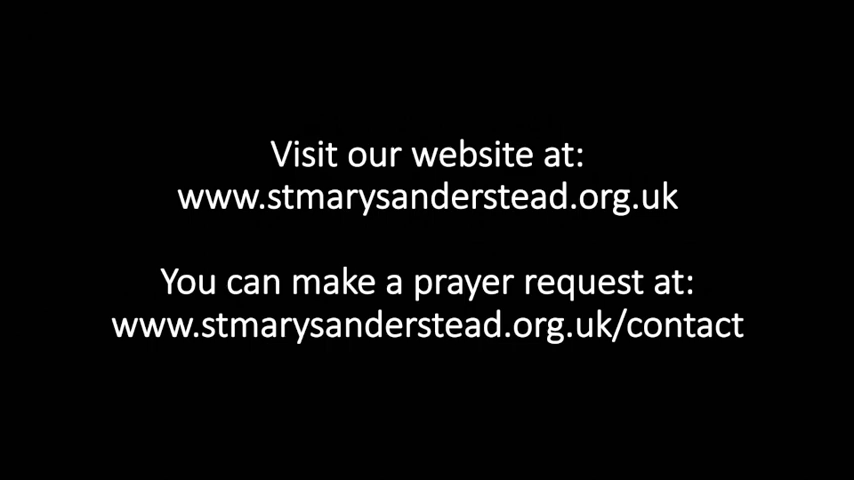 Visit our website at:
www.stmarysanderstead.org.uk
You can make a prayer request at:
www.stmarysanderstead.org.uk/contact